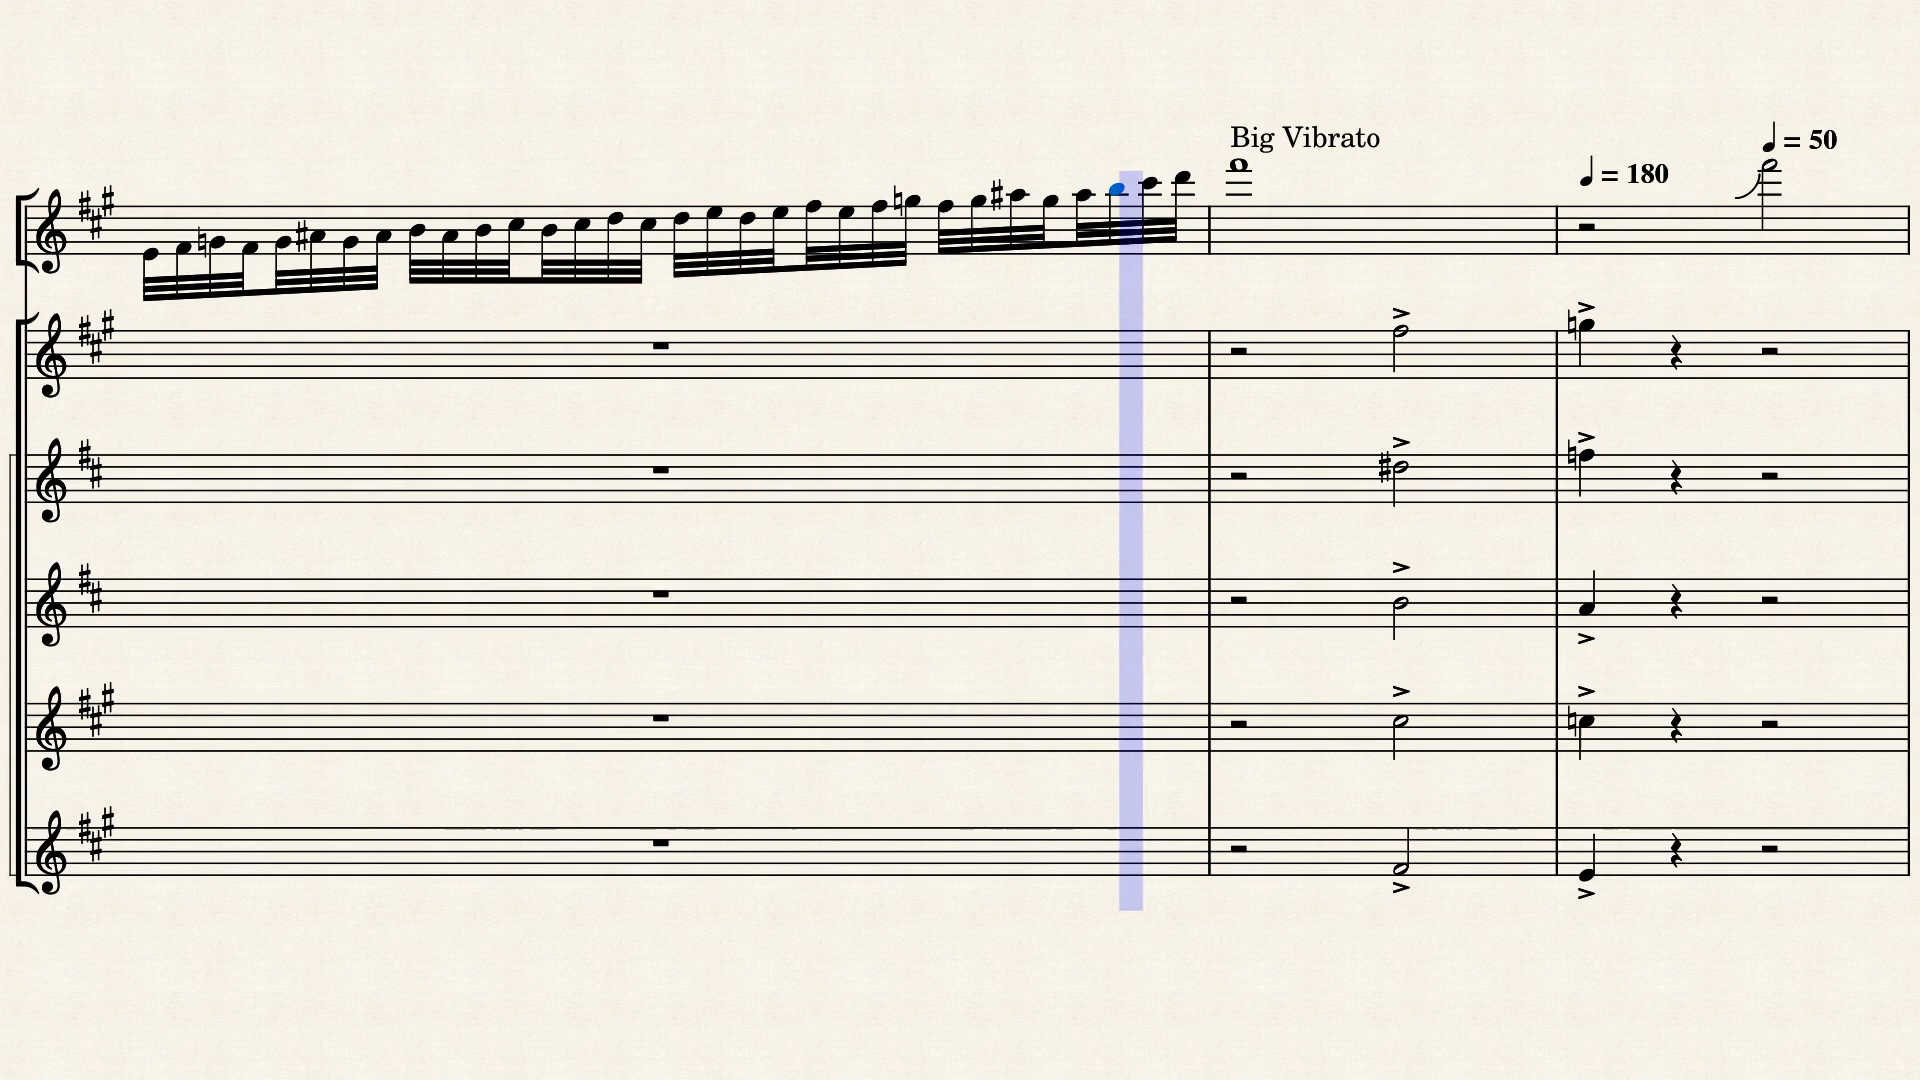 Big Vibrato
♩ = 180
♩ = 50